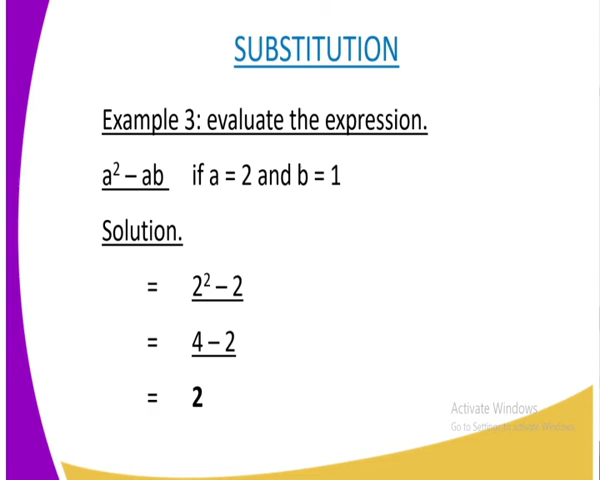 SUBSTITUTION
Example 3: evaluate the expression.
a² – ab if a = 2 and b = 1
Solution.
= 2² – 2
= 4 – 2
= 2
Activate Windows
Go to Settings to activate Windows.